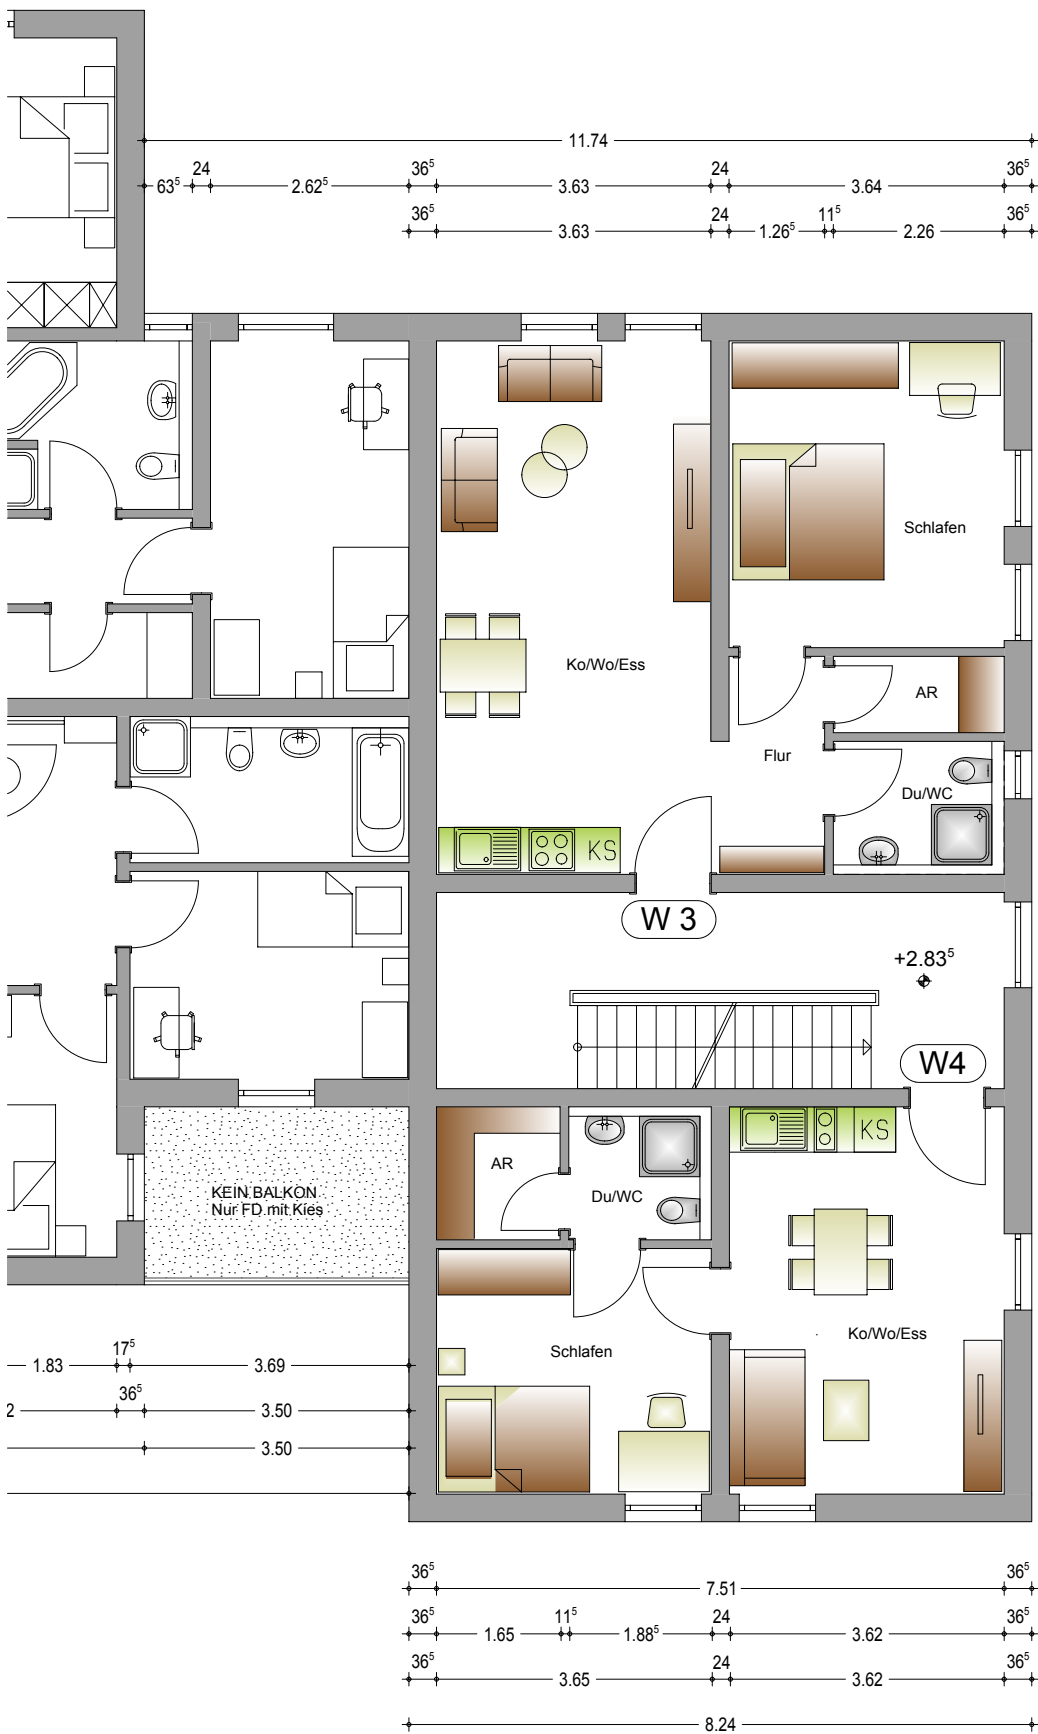 11.74
36⁵ 24 36⁵
24
63⁵ 2.62⁵ 3.63 3.64
36⁵ 24 11⁵ 36⁵
3.63 1.26⁵ 2.26
Schlafen
Ko/Wo/Ess
AR
Flur
Du/WC
KS
W 3
+2.83⁵
W4
KS
AR
Du/WC
KEIN BALKON
Nur FD mit Kies
Ko/Wo/Ess
Schlafen
17⁵
1.83 3.69
36⁵
2 3.50
3.50
36⁵ 36⁵
7.51
36⁵ 11⁵ 24 36⁵
1.65 1.88⁵ 3.62
36⁵ 24 36⁵
3.65 3.62
8.24